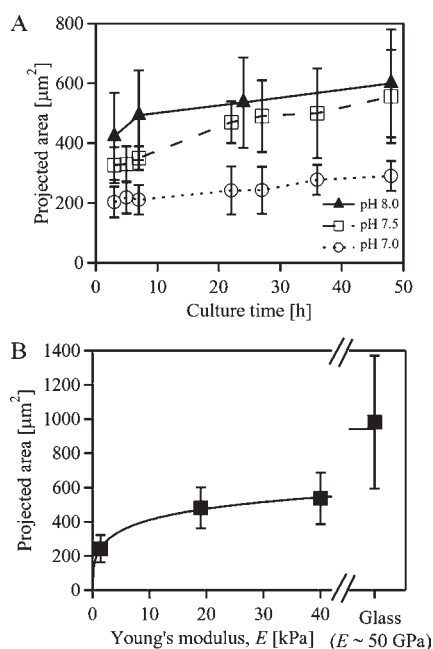 A
Projected area [μm²]
800
600
400
200
0
pH 8.0
pH 7.5
pH 7.0
0 10 20 30 40 50
Culture time [h]
B
Projected area [μm²]
1400
1200
1000
800
600
400
200
0
0 10 20 30 40 Glass
Young's modulus, E [kPa] (E ~ 50 GPa)